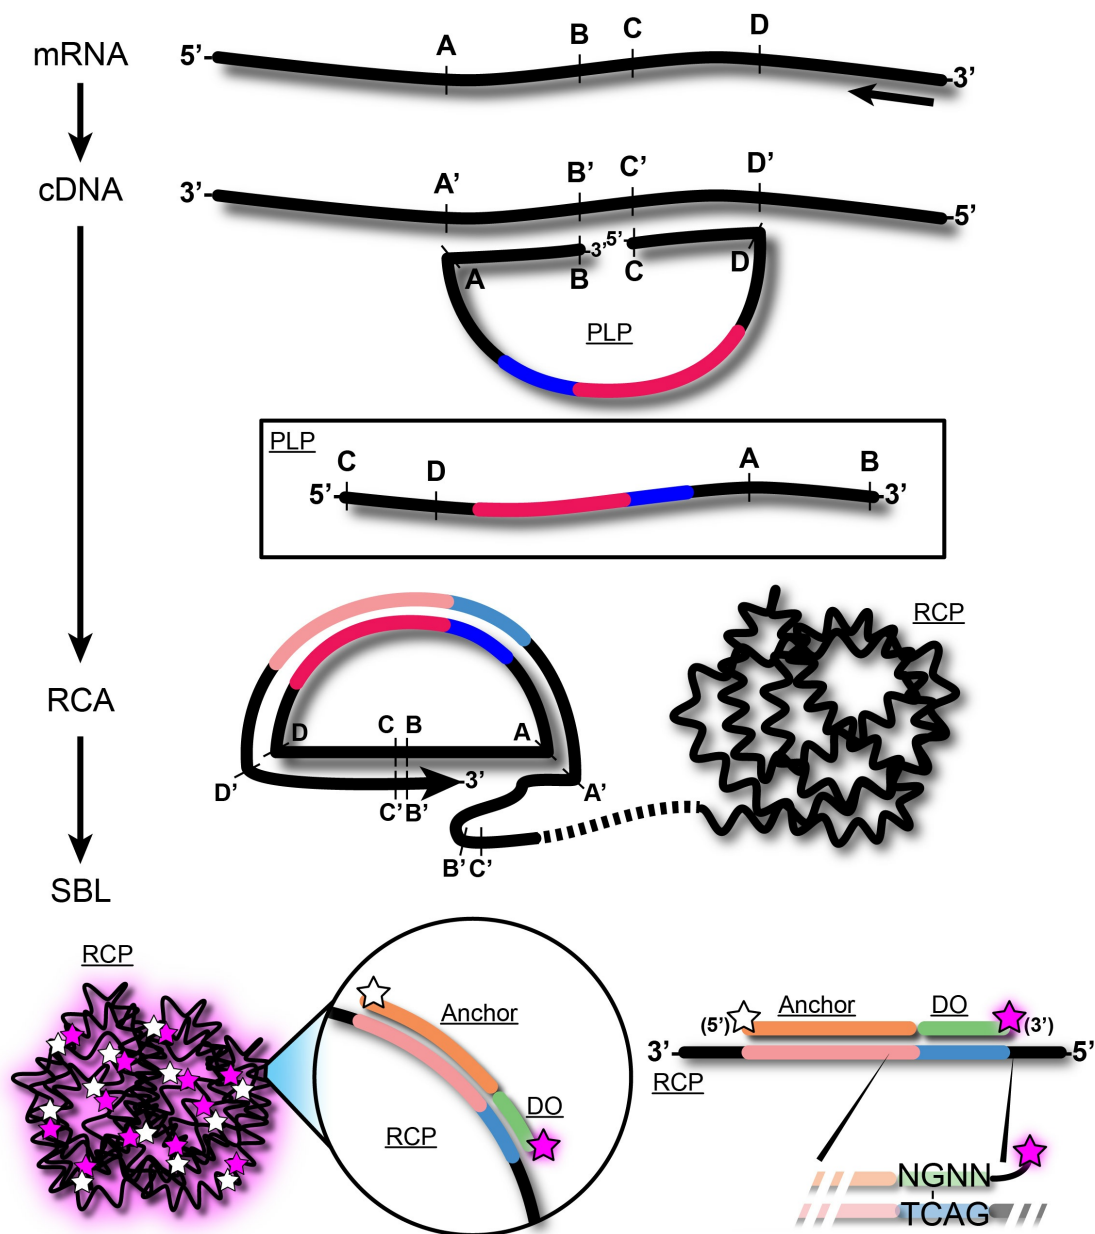 mRNA
5’
A
B
C
D
3’
cDNA
3’
A’
B’
C’
D’
5’
3’
5’
A
B
C
D
PLP
PLP
C
D
A
B
5’
3’
RCP
RCA
C
B
D
A
3’
D'
C’
B’
A’
B’
C’
SBL
RCP
Anchor
DO
RCP
Anchor
DO
(5’)
(3’)
3’
5’
RCP
NGNN
TCAG